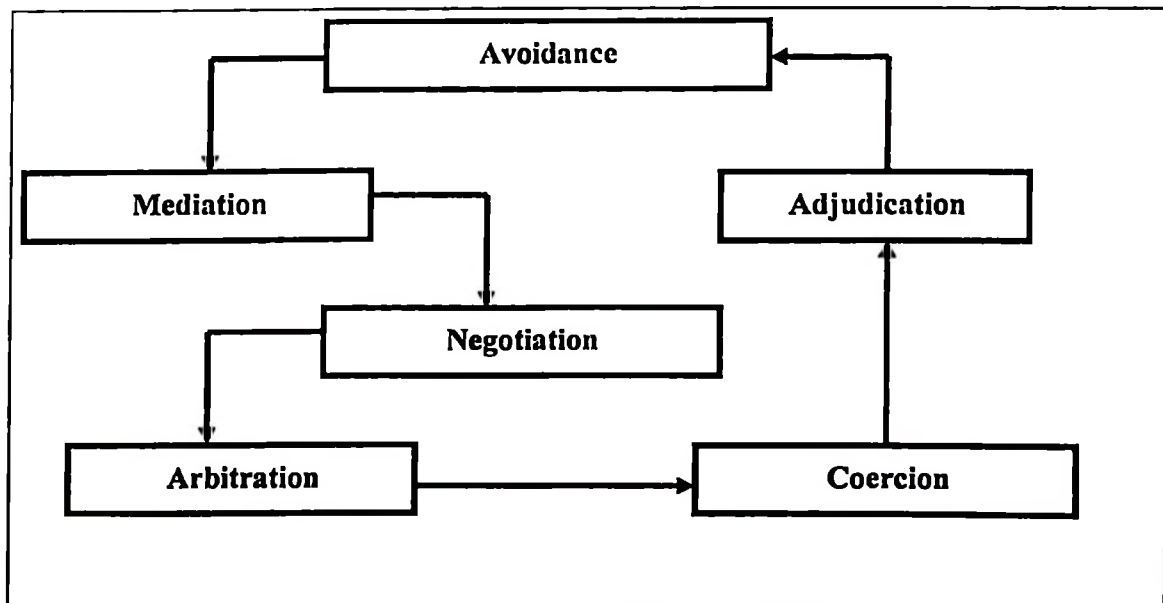 Avoidance
Mediation
Adjudication
Negotiation
Arbitration
Coercion